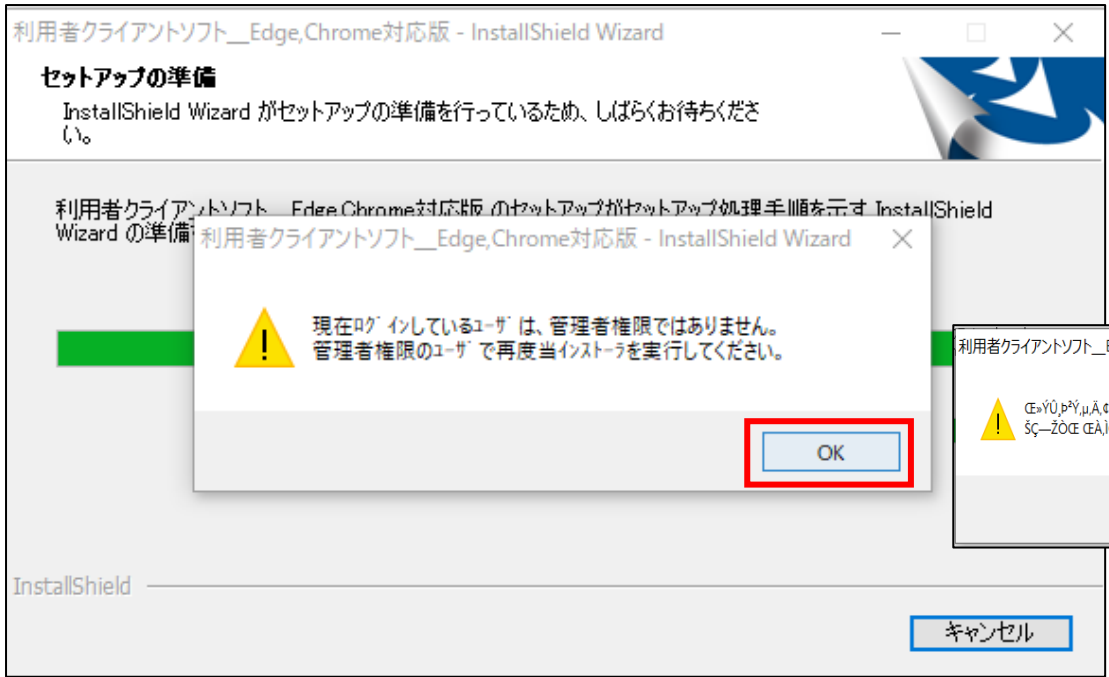 利用者クライアントソフト__Edge,Chrome対応版 - InstallShield Wizard
セットアップの準備
InstallShield Wizard がセットアップの準備を行っているため、しばらくお待ちくださ
い。
利用者クライアントソフト__Edge,Chrome対応版 のセットアップがセットアップ処理手順を示す InstallShield
Wizard の準備
利用者クライアントソフト__Edge,Chrome対応版 - InstallShield Wizard
現在ﾛｸﾞｲﾝしているﾕｰｻﾞは、管理者権限ではありません。
管理者権限のﾕｰｻﾞで再度当ｲﾝｽﾄｰﾗを実行してください。
OK
利用者クライアントソフト__E
Œ»ÝÛ¸Þ²Ý‚µ‚Ä‚¢
ŠÇ—ŽÒŒ ŒÀ‚Ì
InstallShield
キャンセル